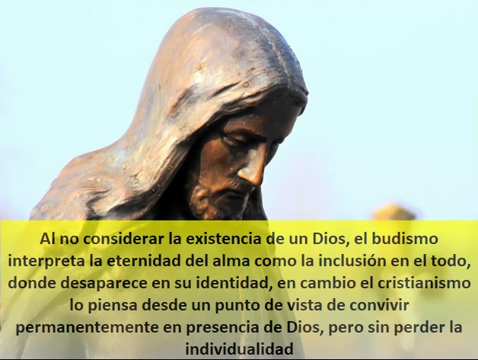 Al no considerar la existencia de un Dios, el budismo
interpreta la eternidad del alma como la inclusión en el todo,
donde desaparece en su identidad, en cambio el cristianismo
lo piensa desde un punto de vista de convivir
permanentemente en presencia de Dios, pero sin perder la
individualidad